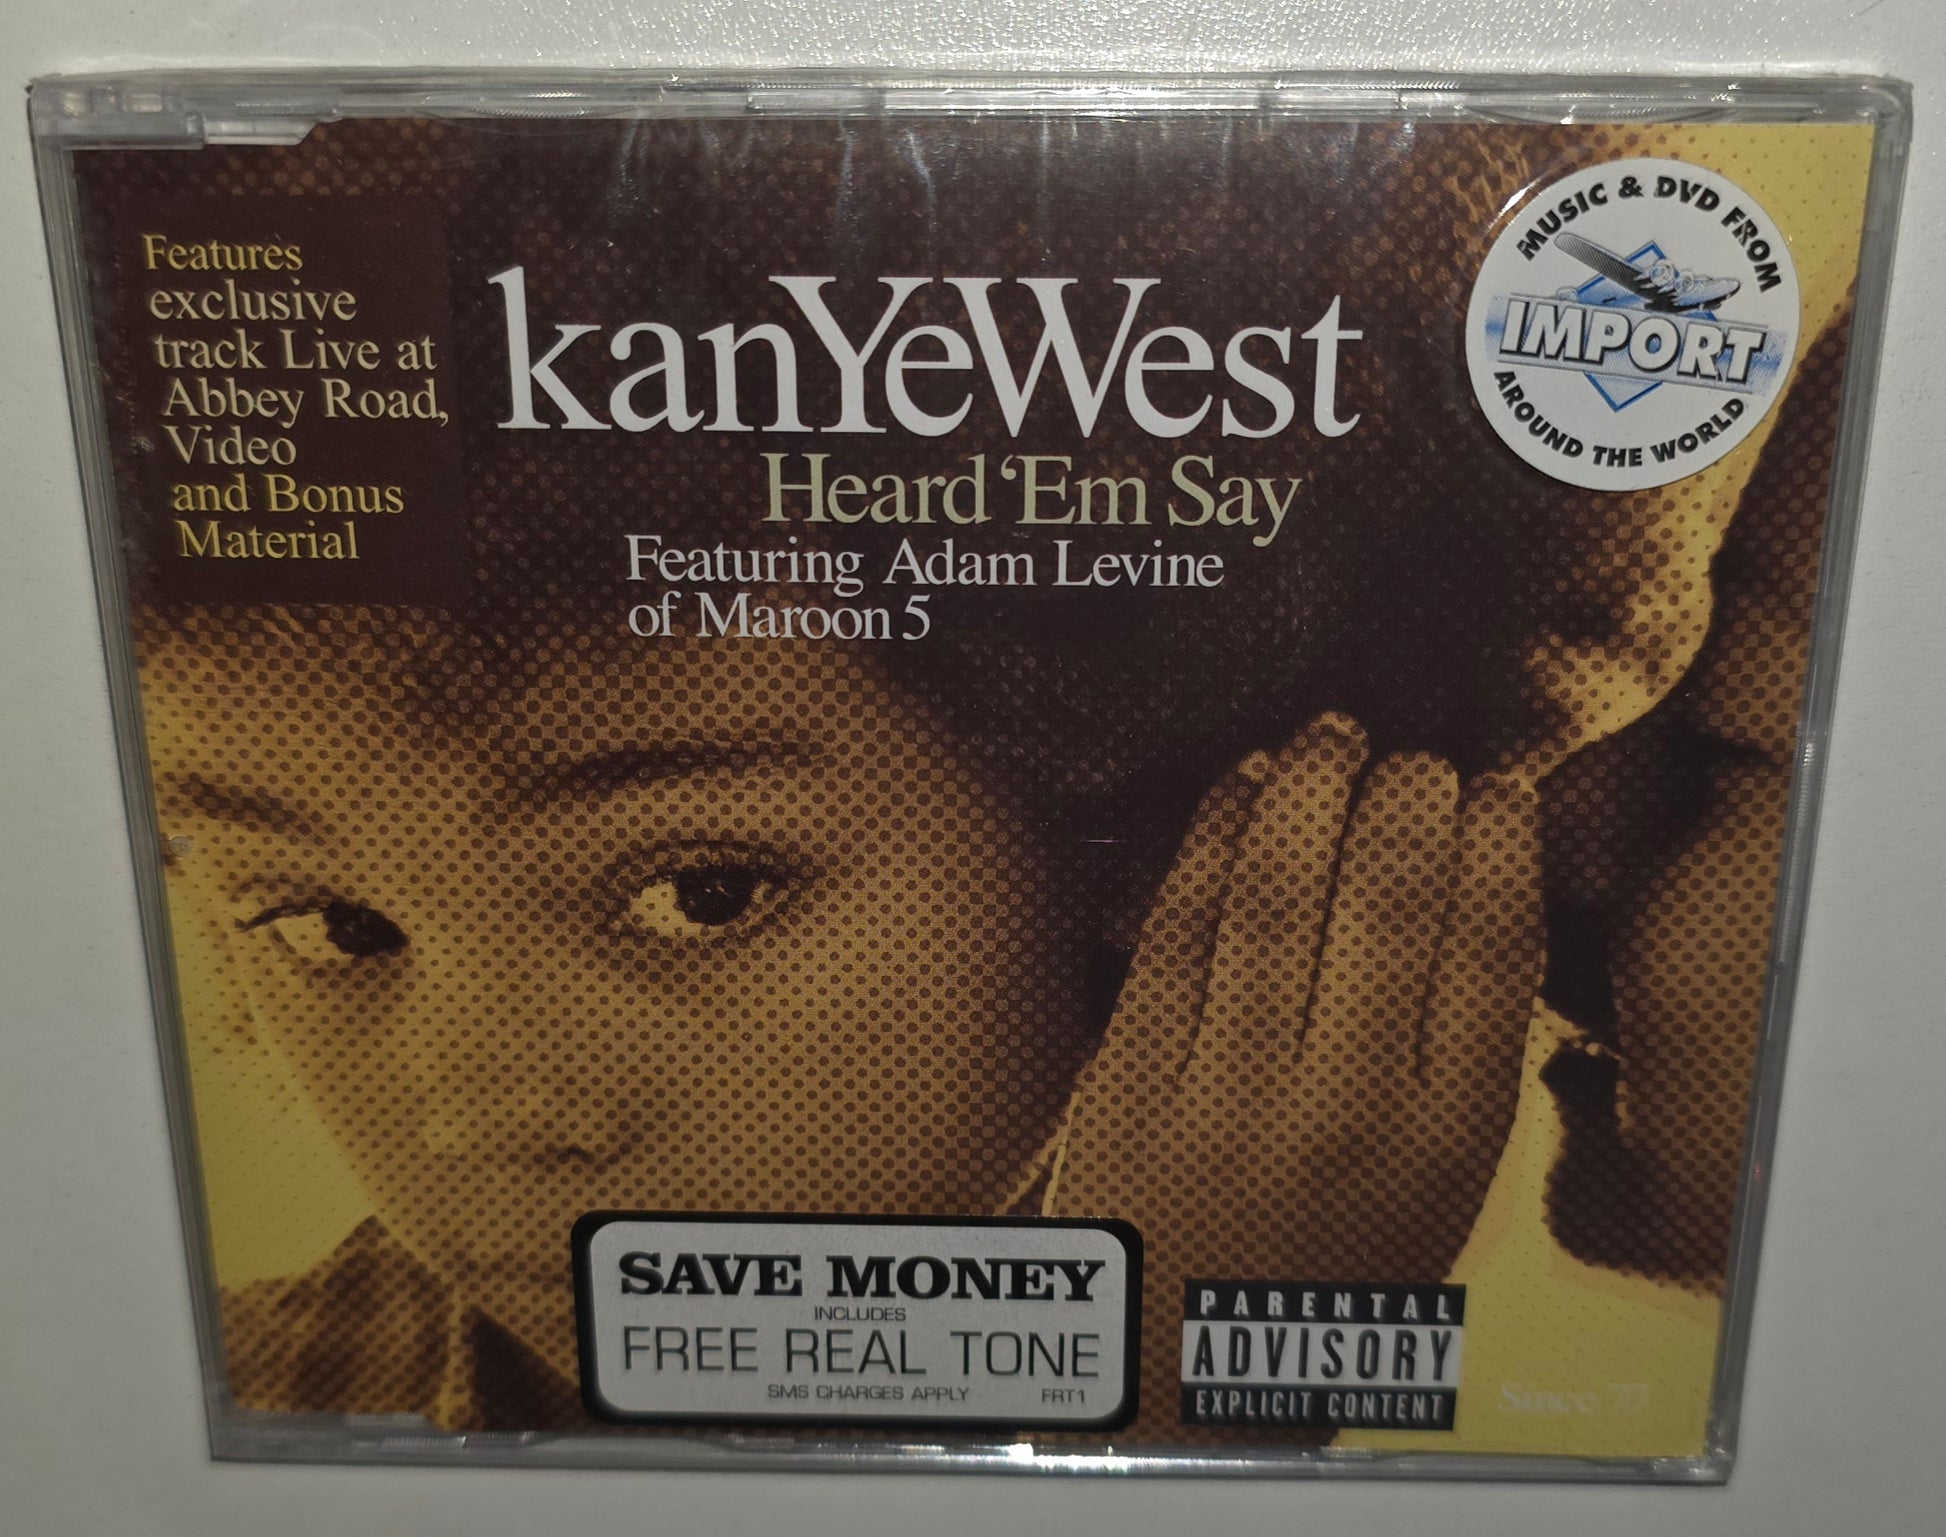 Features
exclusive
track Live at
Abbey Road,
Video
and Bonus
Material
kanYeWest
Heard ‘Em Say
Featuring Adam Levine
of Maroon 5
MUSIC & DVD FROM
IMPORT
AROUND THE WORLD
SAVE MONEY
INCLUDES
FREE REAL TONE
SMS CHARGES APPLY FRT1
PARENTAL
ADVISORY
EXPLICIT CONTENT
Since 77